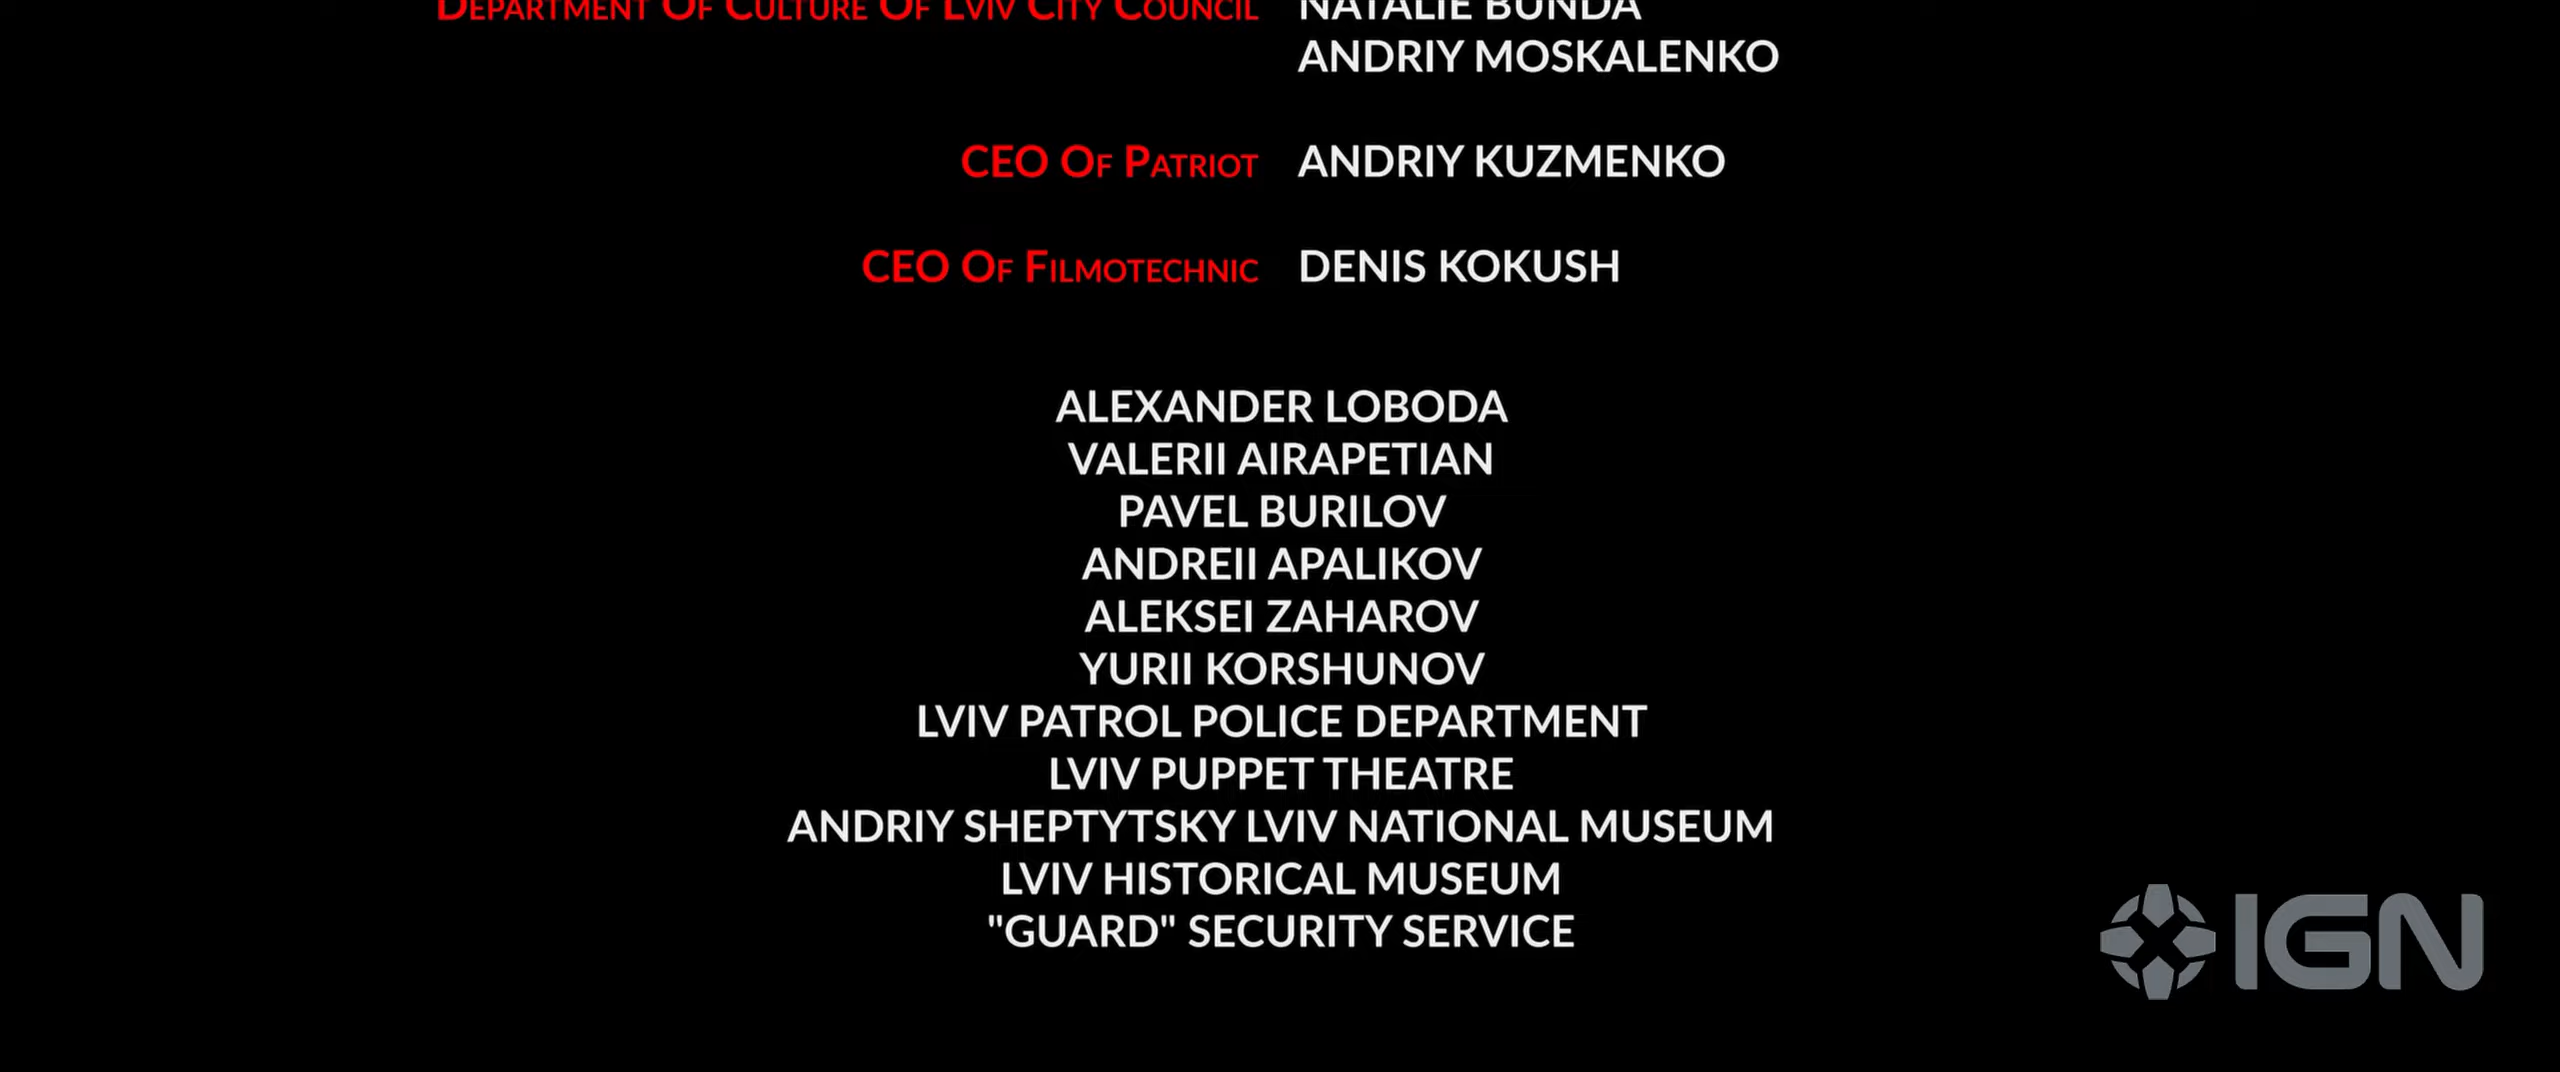 DEPARTMENT OF CULTURE OF LVIV CITY COUNCIL NATALIE BUNDA
ANDRIY MOSKALENKO
CEO OF PATRIOT ANDRIY KUZMENKO
CEO OF FILMOTECHNIC DENIS KOKUSH
ALEXANDER LOBODA
VALERII AIRAPETIAN
PAVEL BURILOV
ANDREII APALIKOV
ALEKSEI ZAHAROV
YURII KORSHUNOV
LVIV PATROL POLICE DEPARTMENT
LVIV PUPPET THEATRE
ANDRIY SHEPTYTSKY LVIV NATIONAL MUSEUM
LVIV HISTORICAL MUSEUM
"GUARD" SECURITY SERVICE
IGN